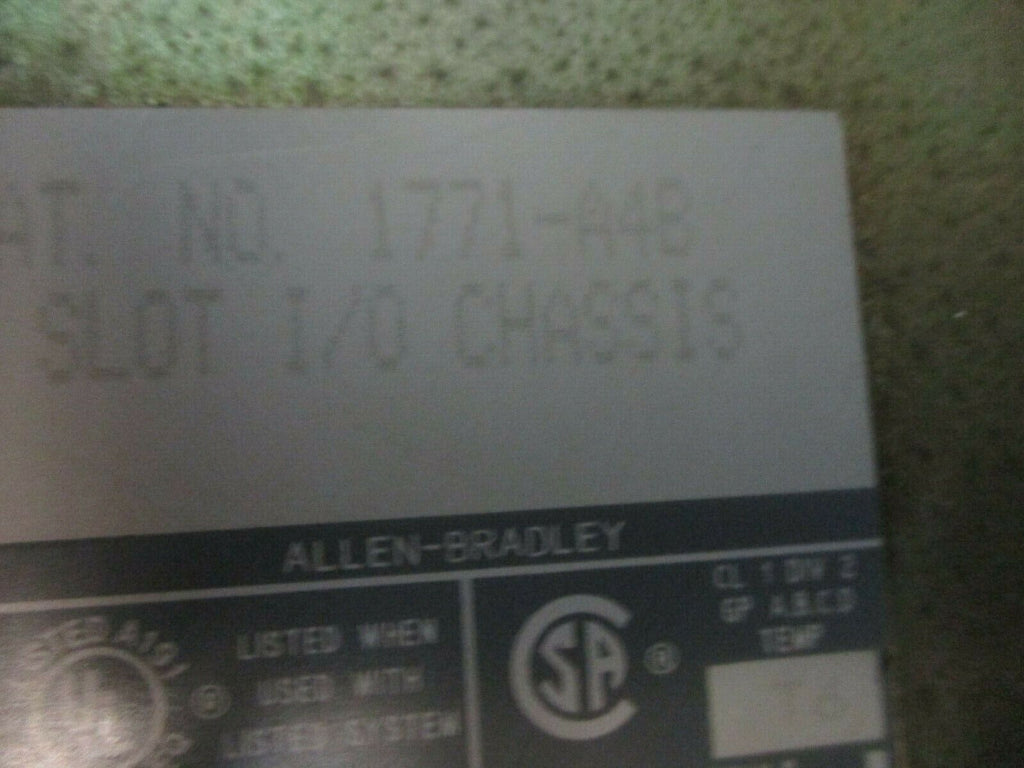 AT. NO. 1771-A4B
SLOT I/O CHASSIS
ALLEN-BRADLEY
LISTED WHEN
USED WITH
LISTED SYSTEM
UL
®
SA
®
CL 1 DIV 2
GP A,B,C,D
TEMP